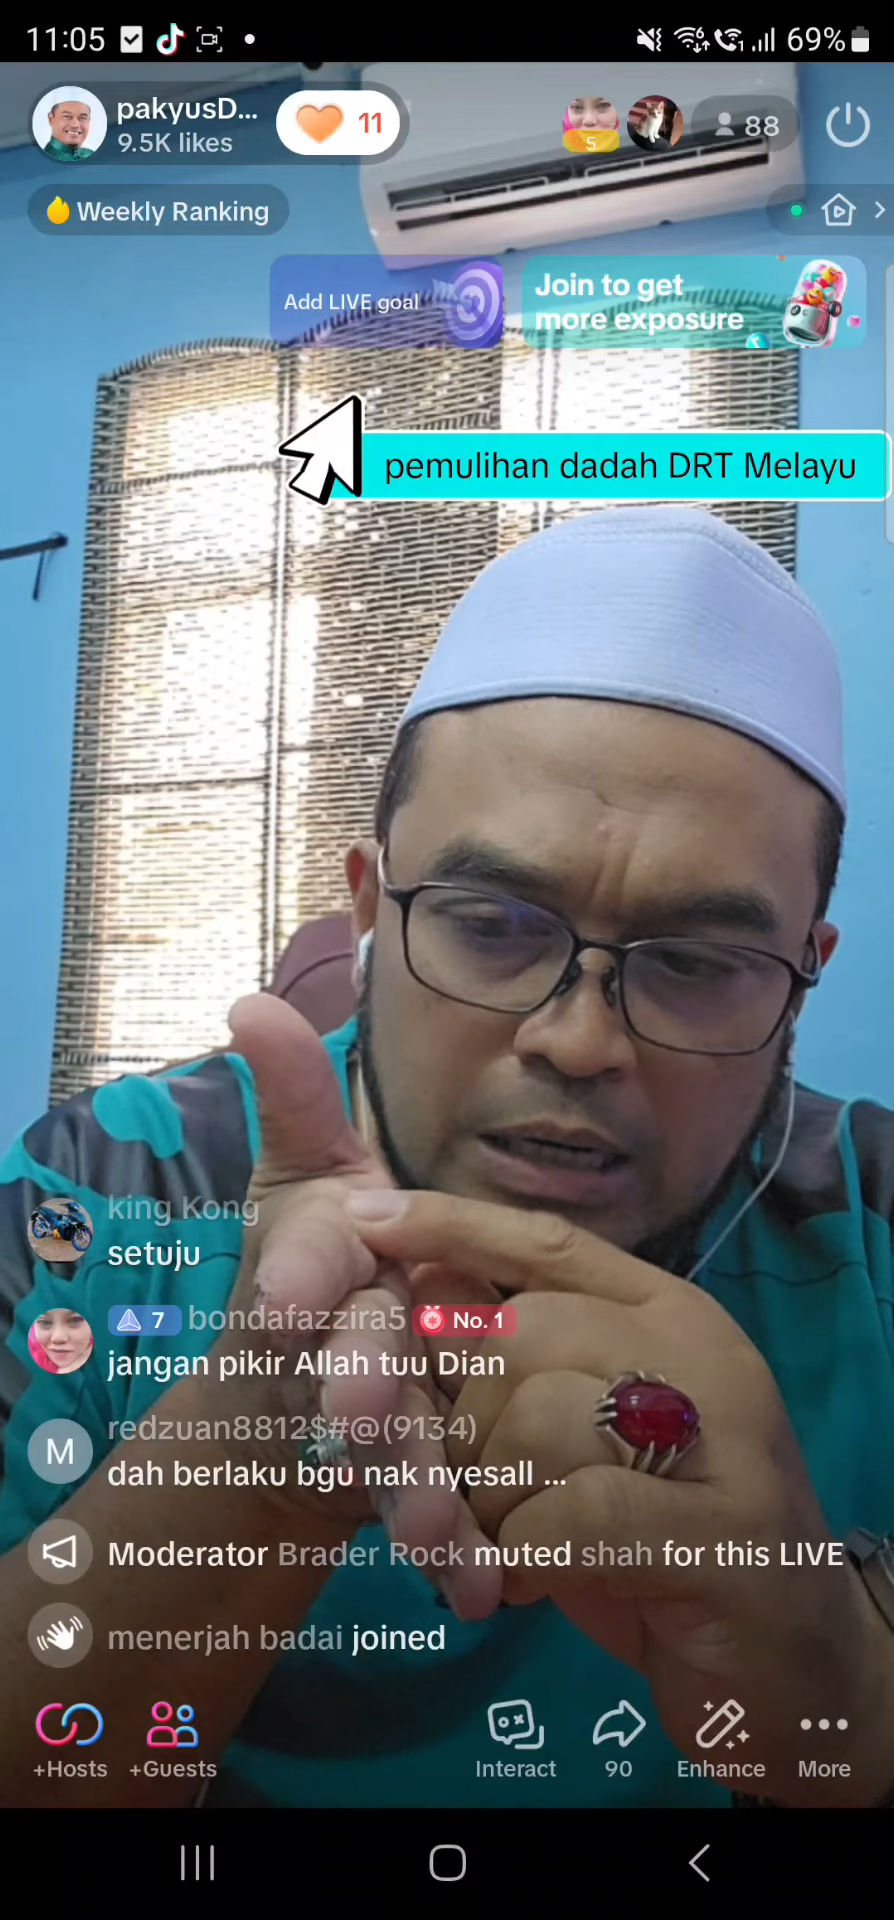 11:05
69%
pakyusD...
9.5K likes
11
5
88
Weekly Ranking
Add LIVE goal
Join to get
more exposure
pemulihan dadah DRT Melayu
king Kong
setuju
7 bondafazzira5 No. 1
jangan pikir Allah tuu Dian
redzuan8812$#@(9134)
M
dah berlaku bgu nak nyesall ...
Moderator Brader Rock muted shah for this LIVE
menerjah badai joined
+Hosts
+Guests
Interact
90
Enhance
More